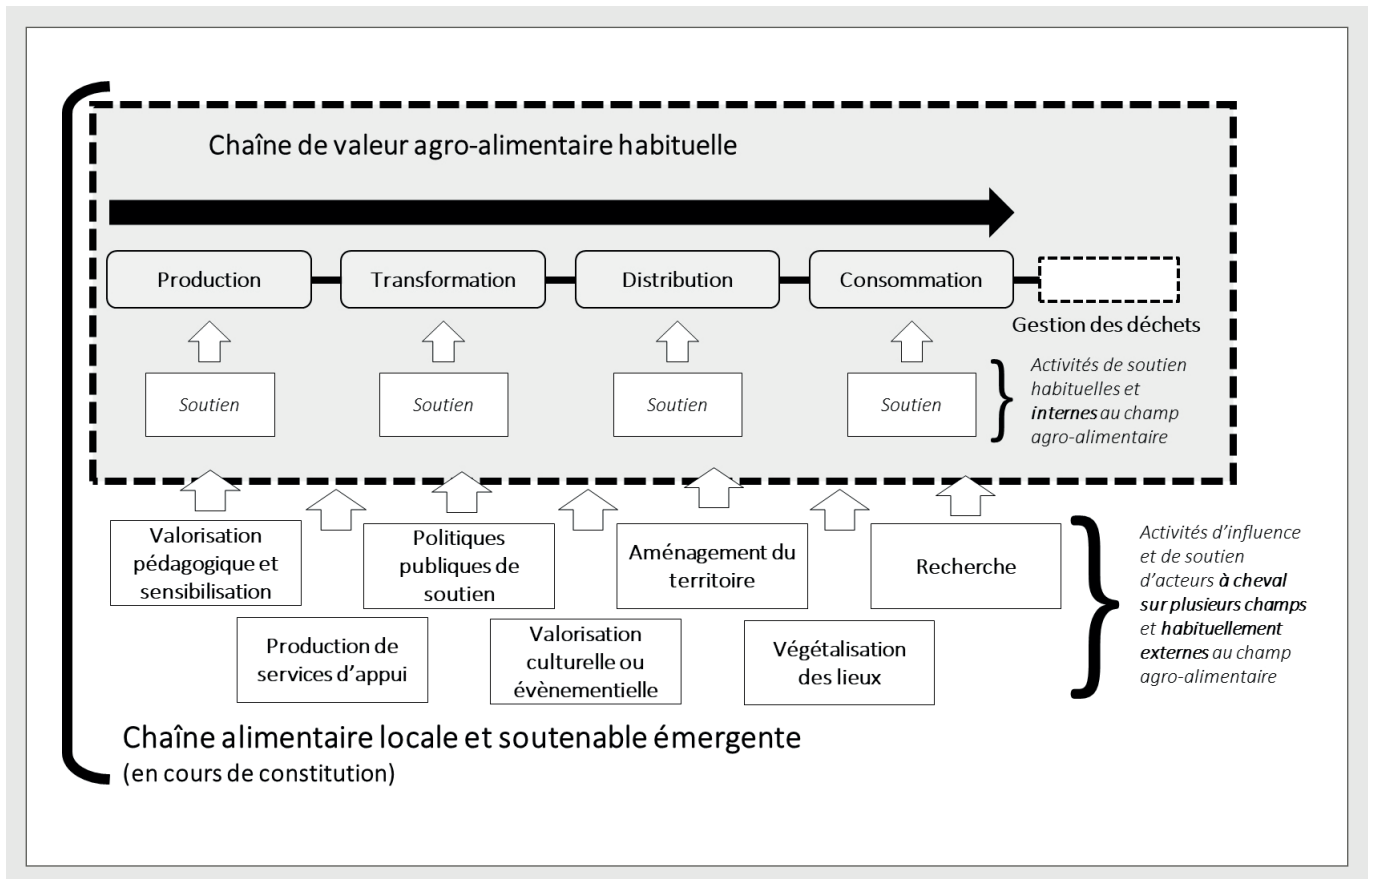 Chaîne de valeur agro-alimentaire habituelle
Production
Transformation
Distribution
Consommation
Gestion des déchets
Soutien
Soutien
Soutien
Soutien
Activités de soutien
habituelles et
internes au champ
agro-alimentaire
Valorisation
pédagogique et
sensibilisation
Politiques
publiques de
soutien
Aménagement du
territoire
Recherche
Production de
services d’appui
Valorisation
culturelle ou
évènementielle
Végétalisation
des lieux
Activités d’influence
et de soutien
d’acteurs à cheval
sur plusieurs champs
et habituellement
externes au champ
agro-alimentaire
Chaîne alimentaire locale et soutenable émergente
(en cours de constitution)